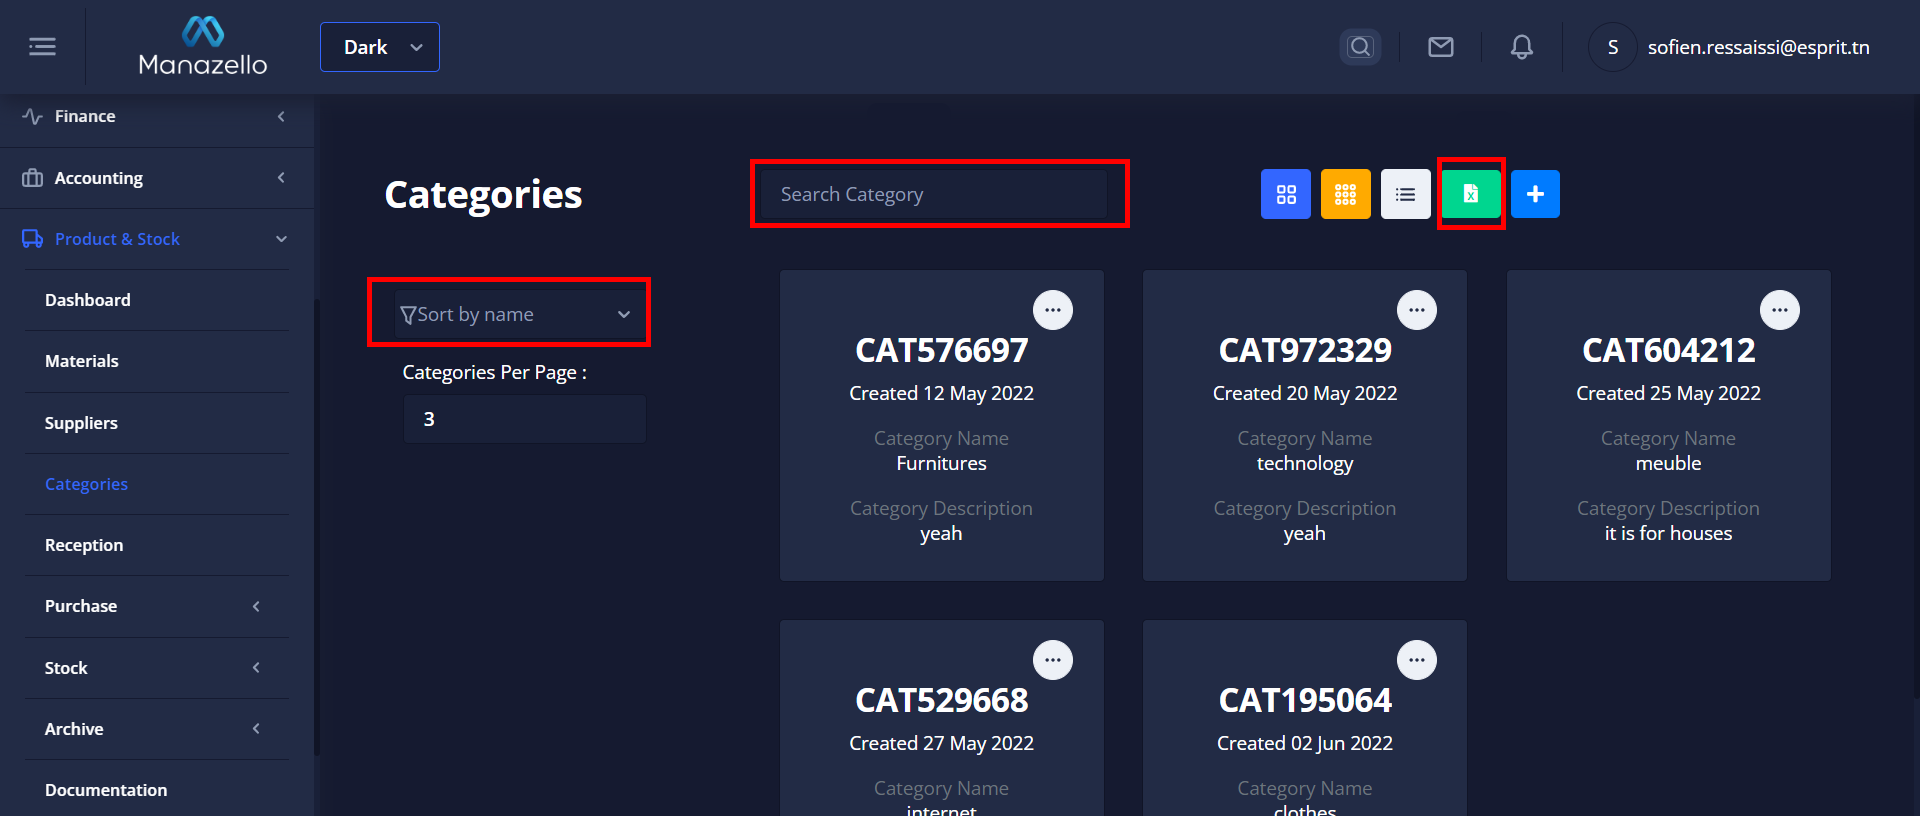 Manazello
Dark
S
sofien.ressaissi@esprit.tn
Finance
Accounting
Product & Stock
Dashboard
Materials
Suppliers
Categories
Reception
Purchase
Stock
Archive
Documentation
Categories
Search Category
Sort by name
Categories Per Page :
3
CAT576697
Created 12 May 2022
Category Name
Furnitures
Category Description
yeah
CAT972329
Created 20 May 2022
Category Name
technology
Category Description
yeah
CAT604212
Created 25 May 2022
Category Name
meuble
Category Description
it is for houses
CAT529668
Created 27 May 2022
Category Name
internet
CAT195064
Created 02 Jun 2022
Category Name
clothes